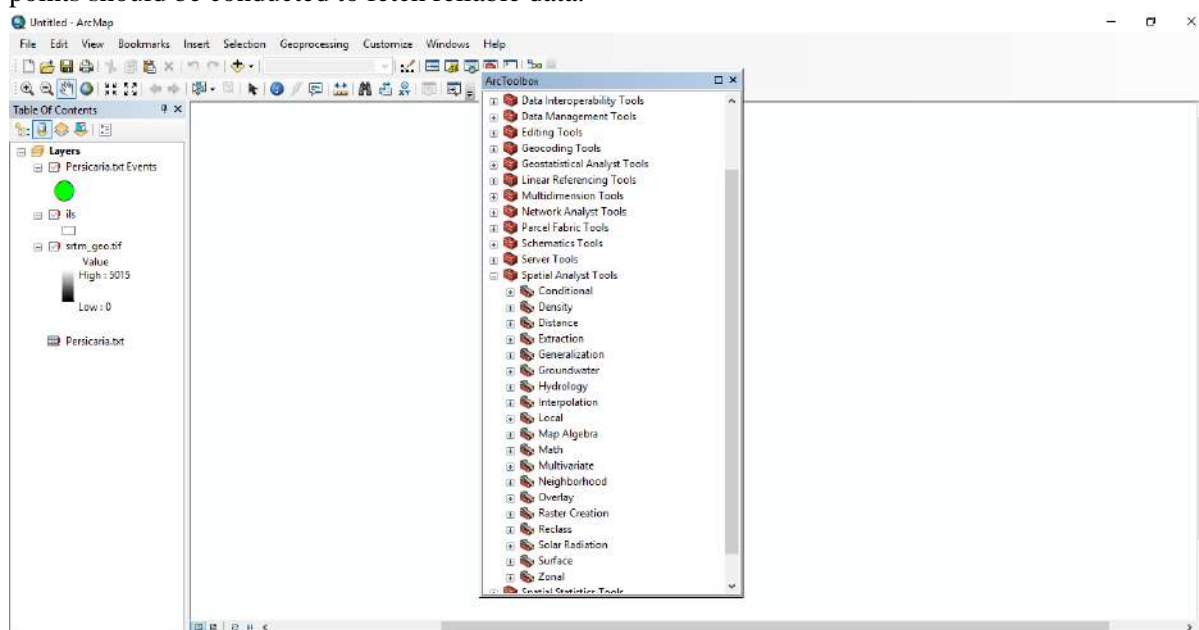 points should be conducted to fetch reliable data.
Untitled - ArcMap
File Edit View Bookmarks Insert Selection Geoprocessing Customize Windows Help
ArcToolbox
Table Of Contents
Layers
Persicaria.txt Events
ils
srtm_geo.tif
Value
High : 5015
Low : 0
Persicaria.txt
Data Interoperability Tools
Data Management Tools
Editing Tools
Geocoding Tools
Geostatistical Analyst Tools
Linear Referencing Tools
Multidimension Tools
Network Analyst Tools
Parcel Fabric Tools
Schematics Tools
Server Tools
Spatial Analyst Tools
Conditional
Density
Distance
Extraction
Generalization
Groundwater
Hydrology
Interpolation
Local
Map Algebra
Math
Multivariate
Neighborhood
Overlay
Raster Creation
Reclass
Solar Radiation
Surface
Zonal
Spatial Statistics Tools